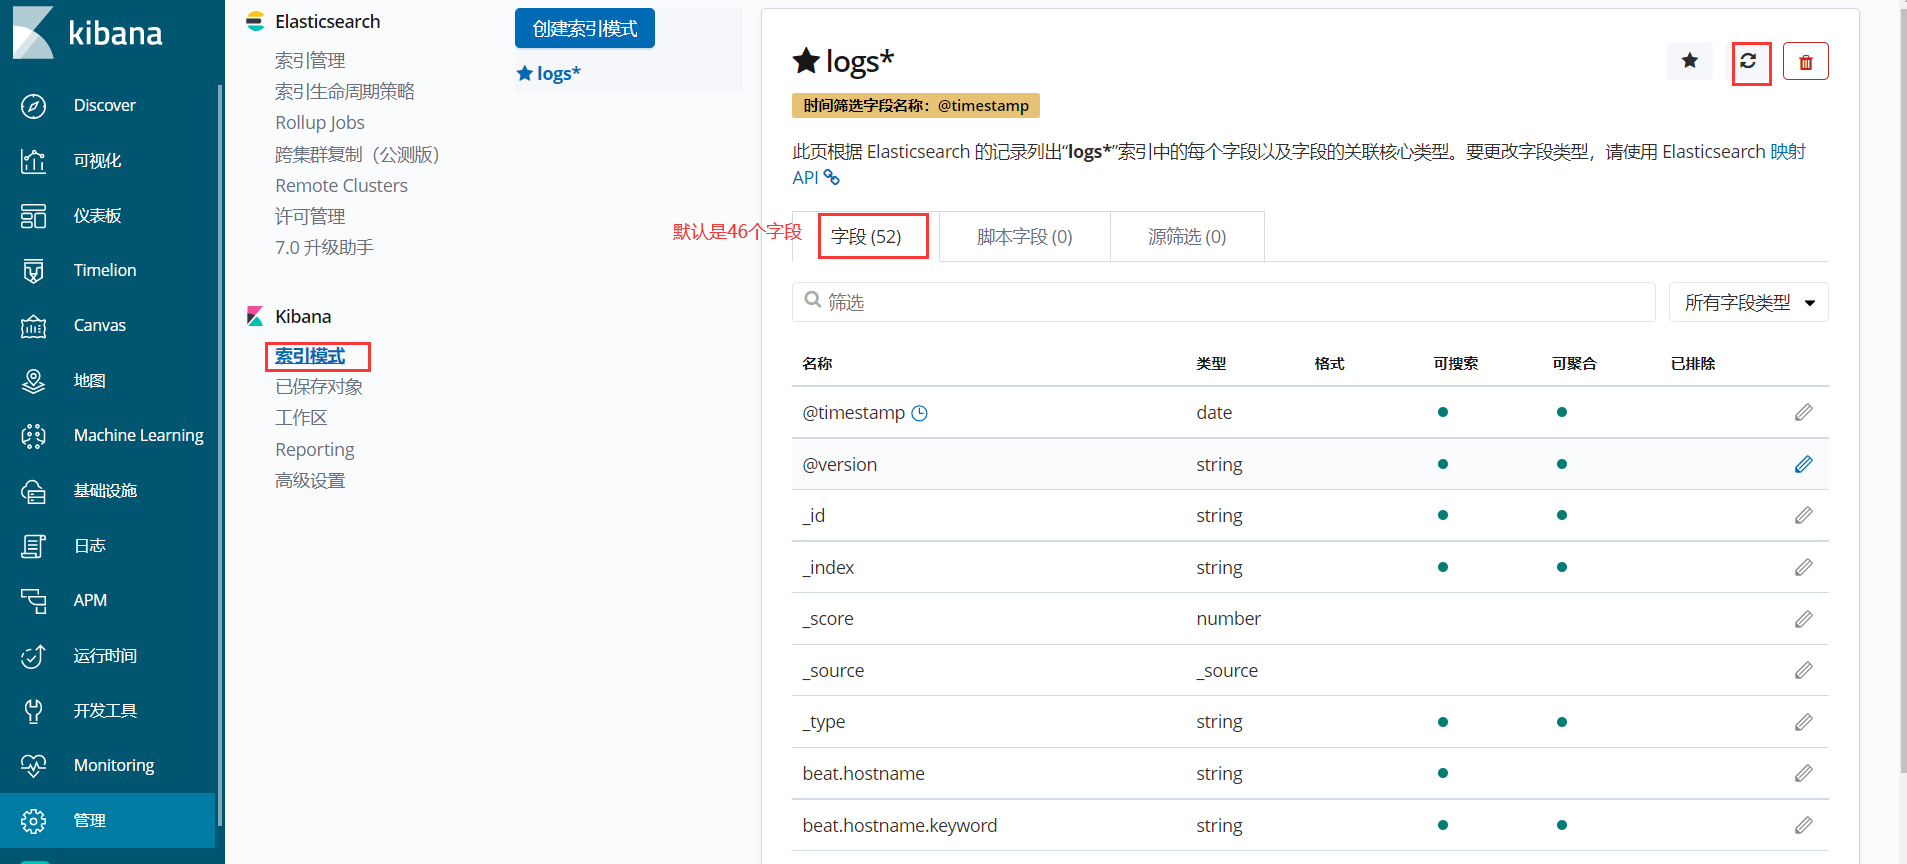 kibana
Discover
可视化
仪表板
Timelion
Canvas
地图
Machine Learning
基础设施
日志
APM
运行时间
开发工具
Monitoring
管理
Elasticsearch
索引管理
索引生命周期策略
Rollup Jobs
跨集群复制（公测版）
Remote Clusters
许可管理
7.0 升级助手
Kibana
索引模式
已保存对象
工作区
Reporting
高级设置
创建索引模式
logs*
logs*
时间筛选字段名称：@timestamp
此页根据 Elasticsearch 的记录列出“logs*”索引中的每个字段以及字段的关联核心类型。要更改字段类型，请使用 Elasticsearch 映射
API
默认是46个字段
字段 (52)
脚本字段 (0)
源筛选 (0)
筛选
所有字段类型
名称 类型 格式 可搜索 可聚合 已排除
@timestamp date
@version string
_id string
_index string
_score number
_source _source
_type string
beat.hostname string
beat.hostname.keyword string